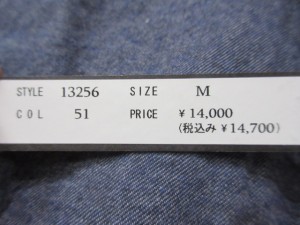 STYLE 13256 SIZE M
COL 51 PRICE ¥14,000
(税込み ¥14,700)